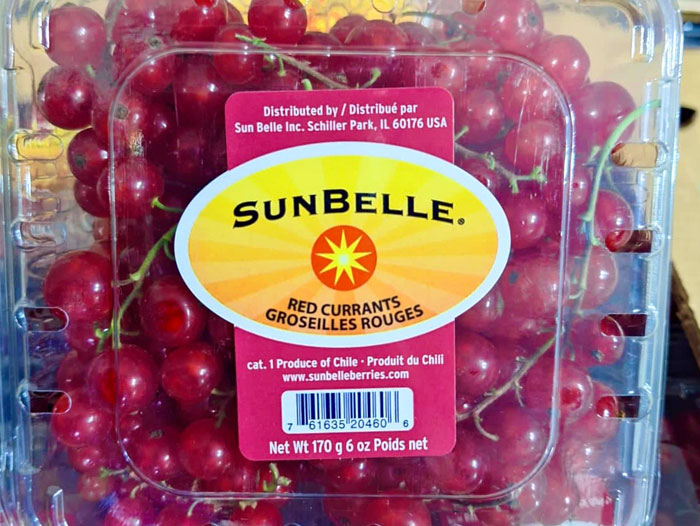 Distributed by / Distribué par
Sun Belle Inc. Schiller Park, IL 60176 USA
SUNBELLE®
RED CURRANTS
GROSEILLES ROUGES
cat. 1 Produce of Chile · Produit du Chili
www.sunbelleberries.com
7 61635 20460 6
Net Wt 170 g 6 oz Poids net